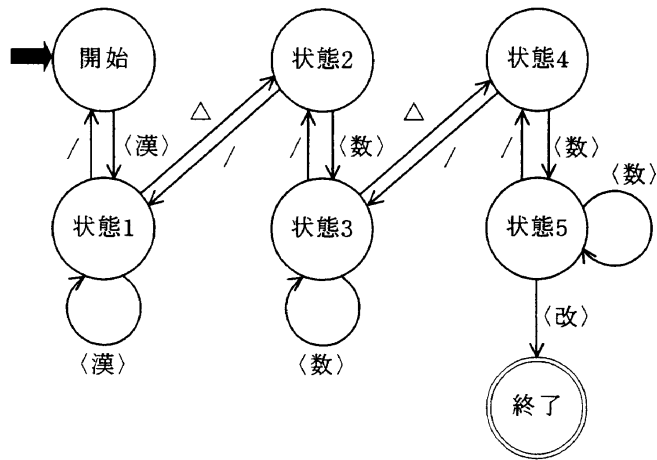 開始 状態2 状態4
△ △
/ 〈漢〉 / / 〈数〉 / / 〈数〉
〈数〉
状態1 状態3 状態5
〈漢〉 〈数〉 〈改〉
終了